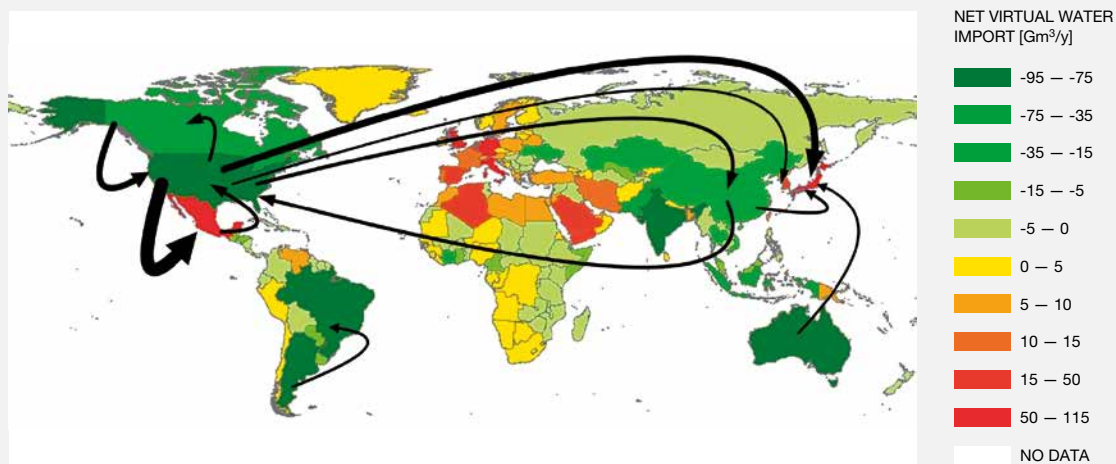 NET VIRTUAL WATER
IMPORT [Gm³/y]
-95 — -75
-75 — -35
-35 — -15
-15 — -5
-5 — 0
0 — 5
5 — 10
10 — 15
15 — 50
50 — 115
NO DATA